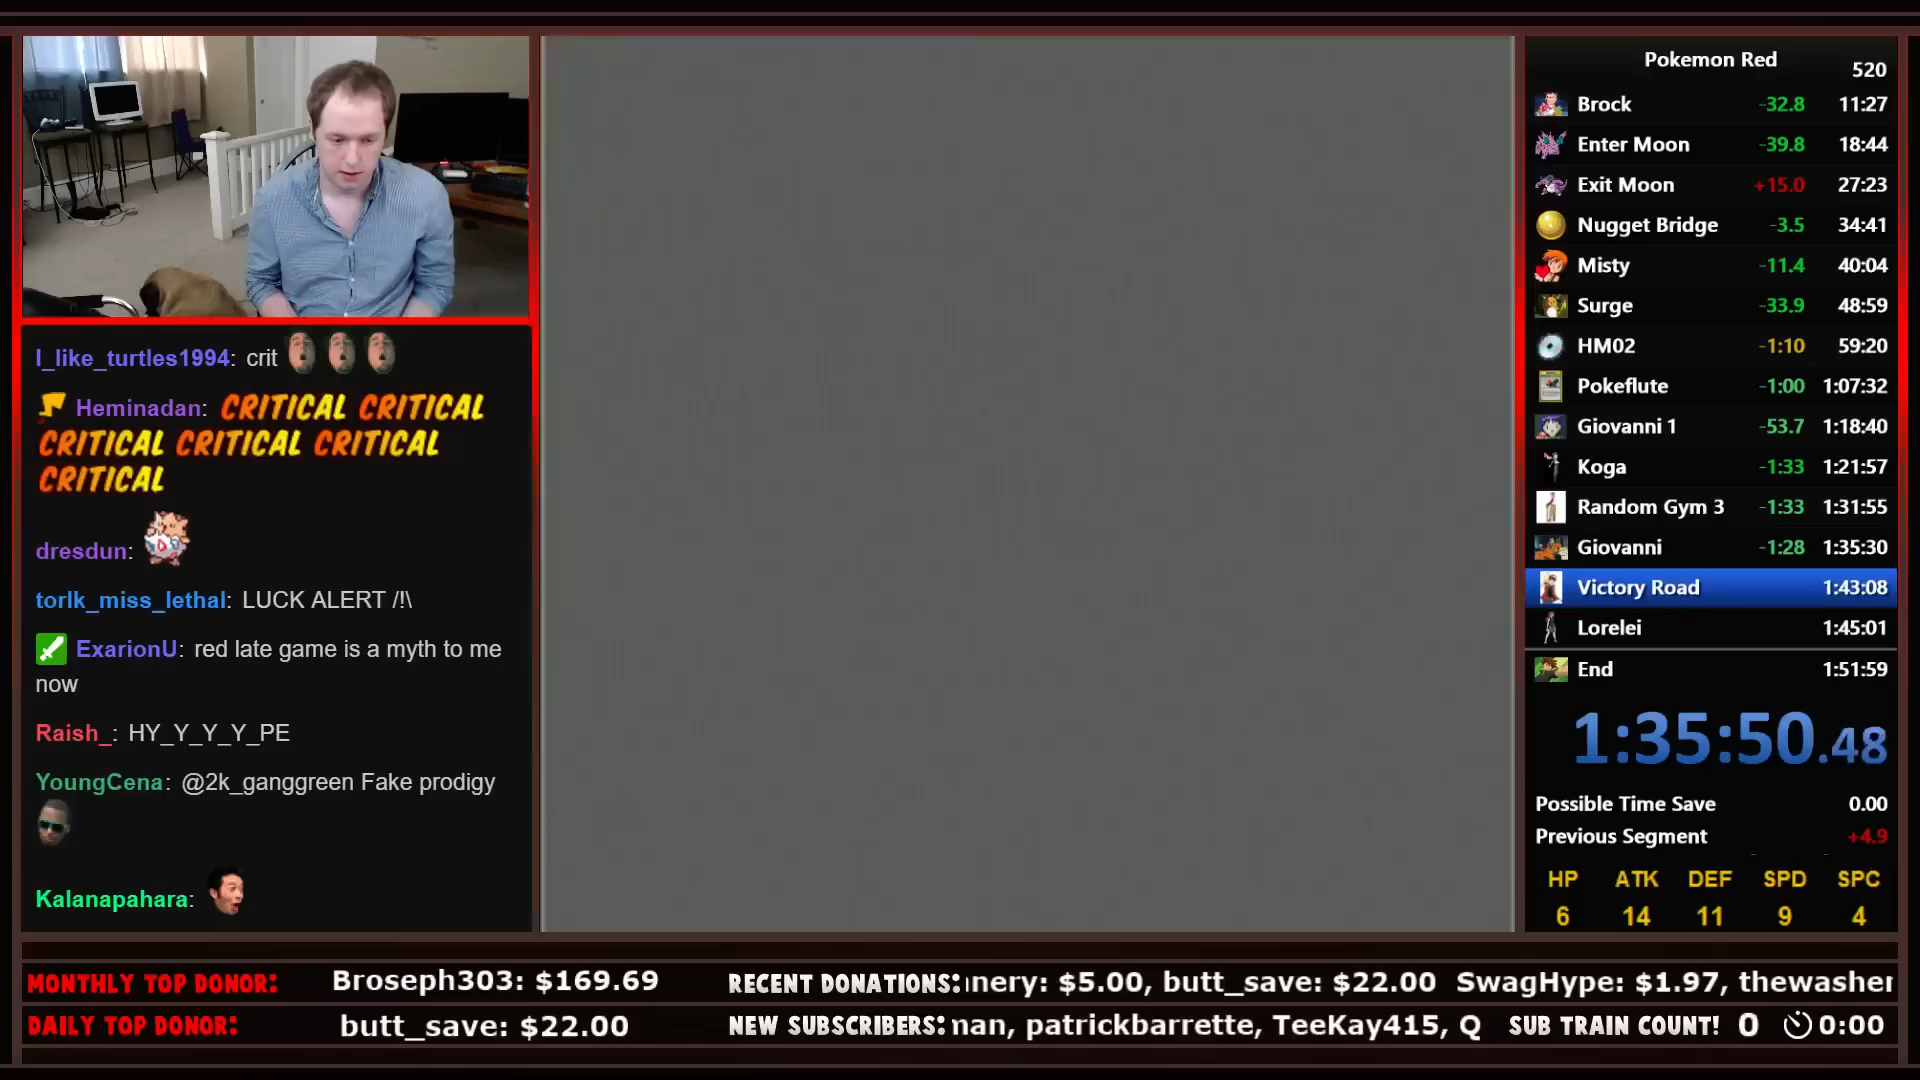 I_like_turtles1994: crit
Heminadan: CRITICAL CRITICAL
CRITICAL CRITICAL CRITICAL
CRITICAL
dresdun:
torlk_miss_lethal: LUCK ALERT /!\
ExarionU: red late game is a myth to me
now
Raish_: HY_Y_Y_Y_PE
YoungCena: @2k_ganggreen Fake prodigy
Kalanapahara:
Pokemon Red 520
Brock -32.8 11:27
Enter Moon -39.8 18:44
Exit Moon +15.0 27:23
Nugget Bridge -3.5 34:41
Misty -11.4 40:04
Surge -33.9 48:59
HM02 -1:10 59:20
Pokeflute -1:00 1:07:32
Giovanni 1 -53.7 1:18:40
Koga -1:33 1:21:57
Random Gym 3 -1:33 1:31:55
Giovanni -1:28 1:35:30
Victory Road 1:43:08
Lorelei 1:45:01
End 1:51:59
1:35:50.48
Possible Time Save 0.00
Previous Segment +4.9
HP ATK DEF SPD SPC
6 14 11 9 4
MONTHLY TOP DONOR: Broseph303: $169.69
RECENT DONATIONS: nery: $5.00, butt_save: $22.00 SwagHype: $1.97, thewasher
DAILY TOP DONOR: butt_save: $22.00
NEW SUBSCRIBERS: nan, patrickbarrette, TeeKay415, Q
SUB TRAIN COUNT! 0 0:00